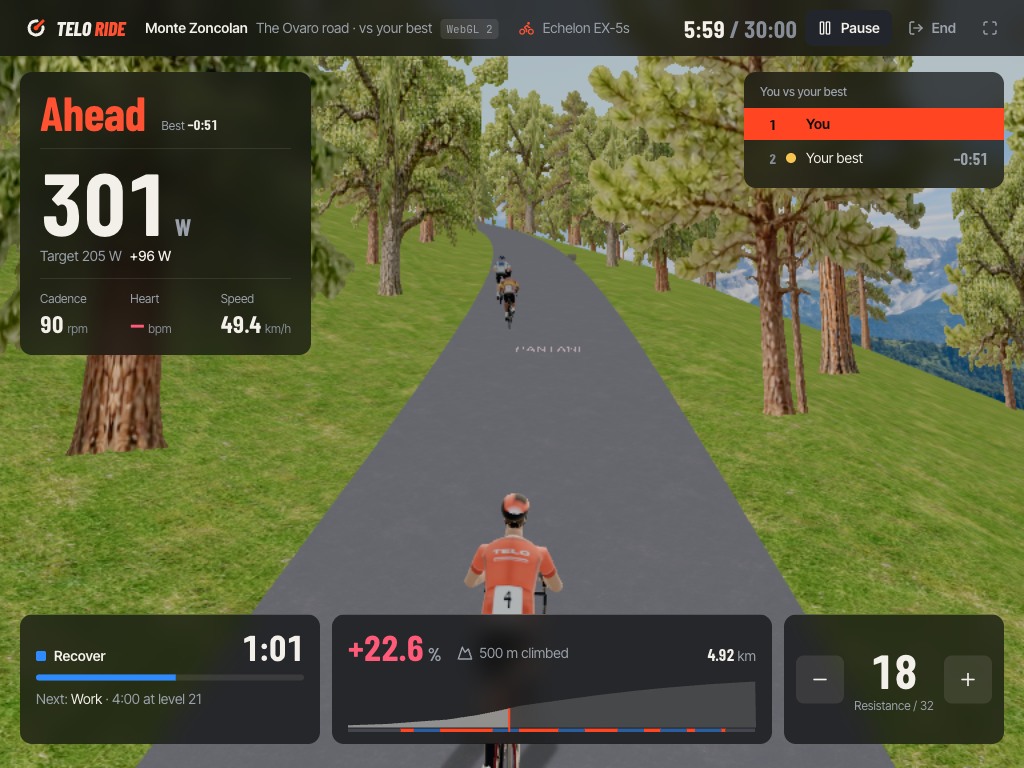 TELO RIDE Monte Zoncolan The Ovaro road · vs your best WebGL 2 Echelon EX-5s 5:59 / 30:00 Pause End
Ahead Best −0:51
301 W
Target 205 W +96 W
Cadence Heart Speed
90 rpm — bpm 49.4 km/h
You vs your best
1 You
2 Your best −0:51
PANTANI
TELO
4
Recover 1:01
Next: Work · 4:00 at level 21
+22.6 % 500 m climbed 4.92 km
− 18 +
Resistance / 32